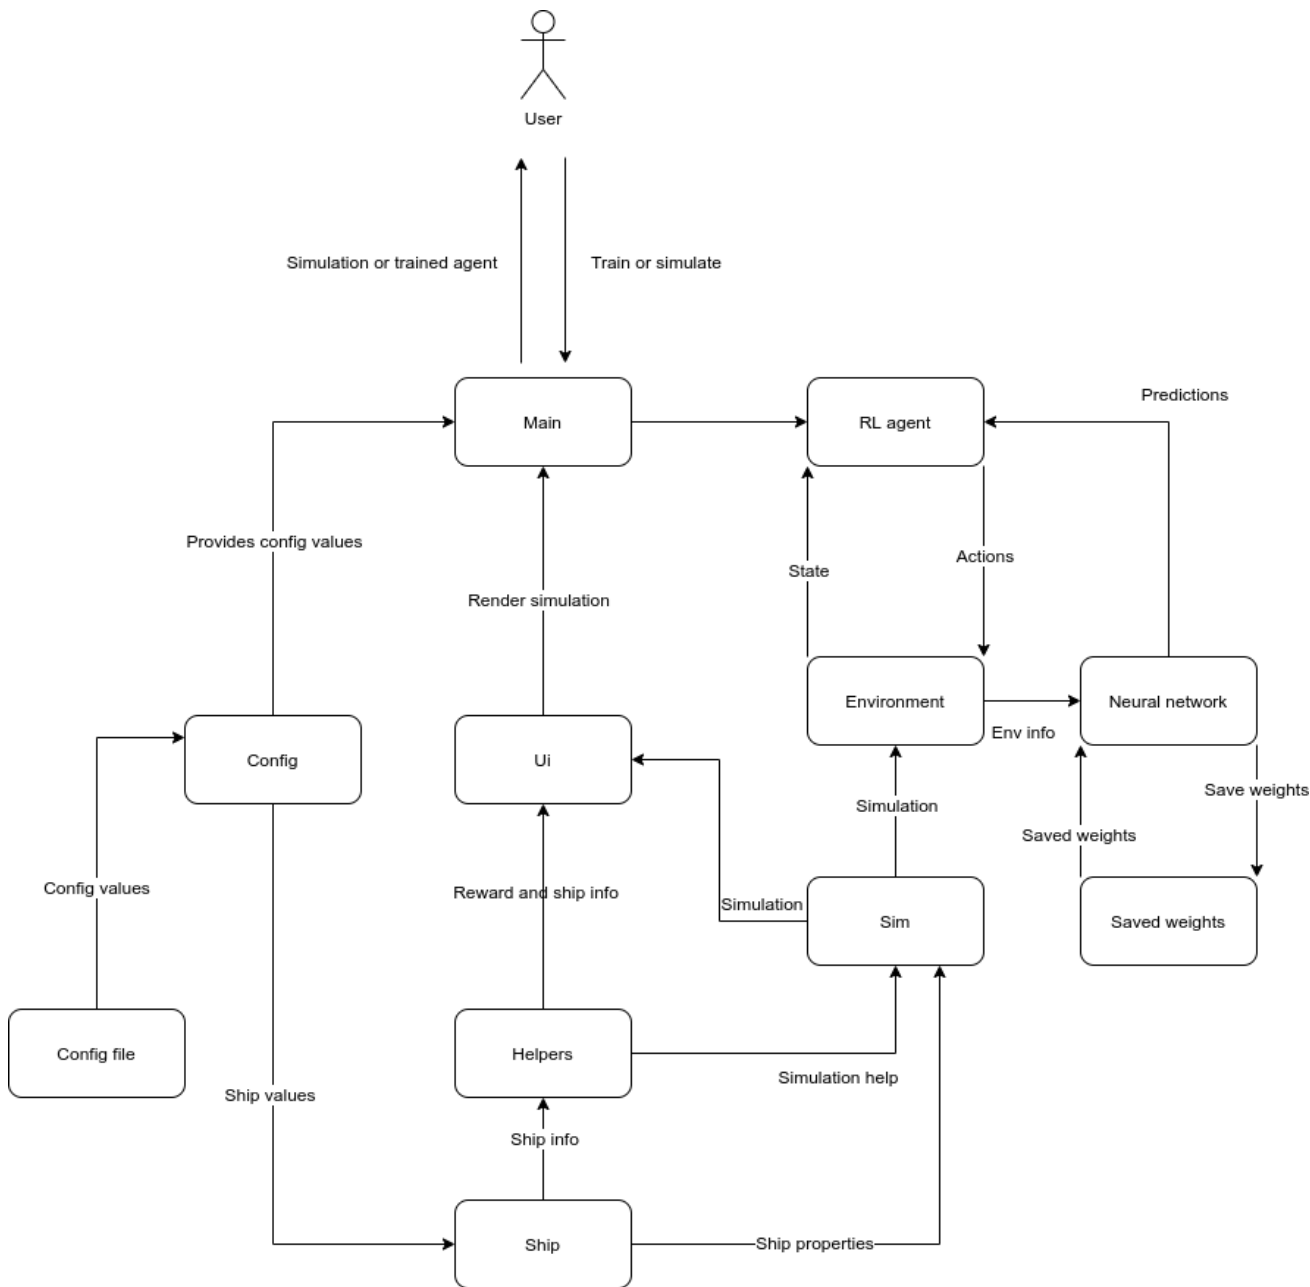 User
Simulation or trained agent
Train or simulate
Predictions
Main
RL agent
Provides config values
Actions
State
Render simulation
Environment
Neural network
Env info
Config
Ui
Save weights
Simulation
Saved weights
Config values
Reward and ship info
Simulation
Sim
Saved weights
Config file
Helpers
Simulation help
Ship values
Ship info
Ship
Ship properties